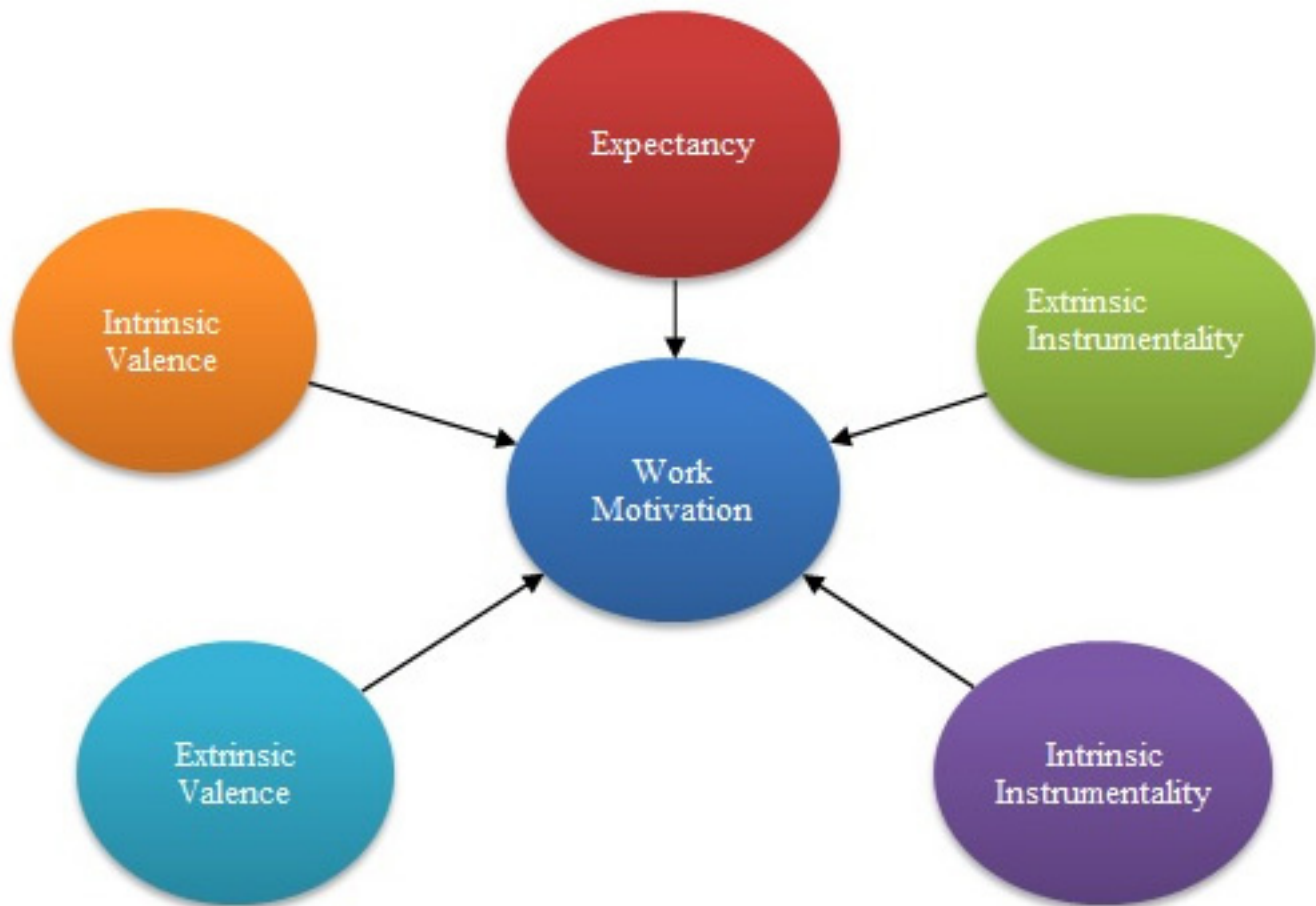 Expectancy
Intrinsic
Valence
Extrinsic
Instrumentality
Work
Motivation
Extrinsic
Valence
Intrinsic
Instrumentality